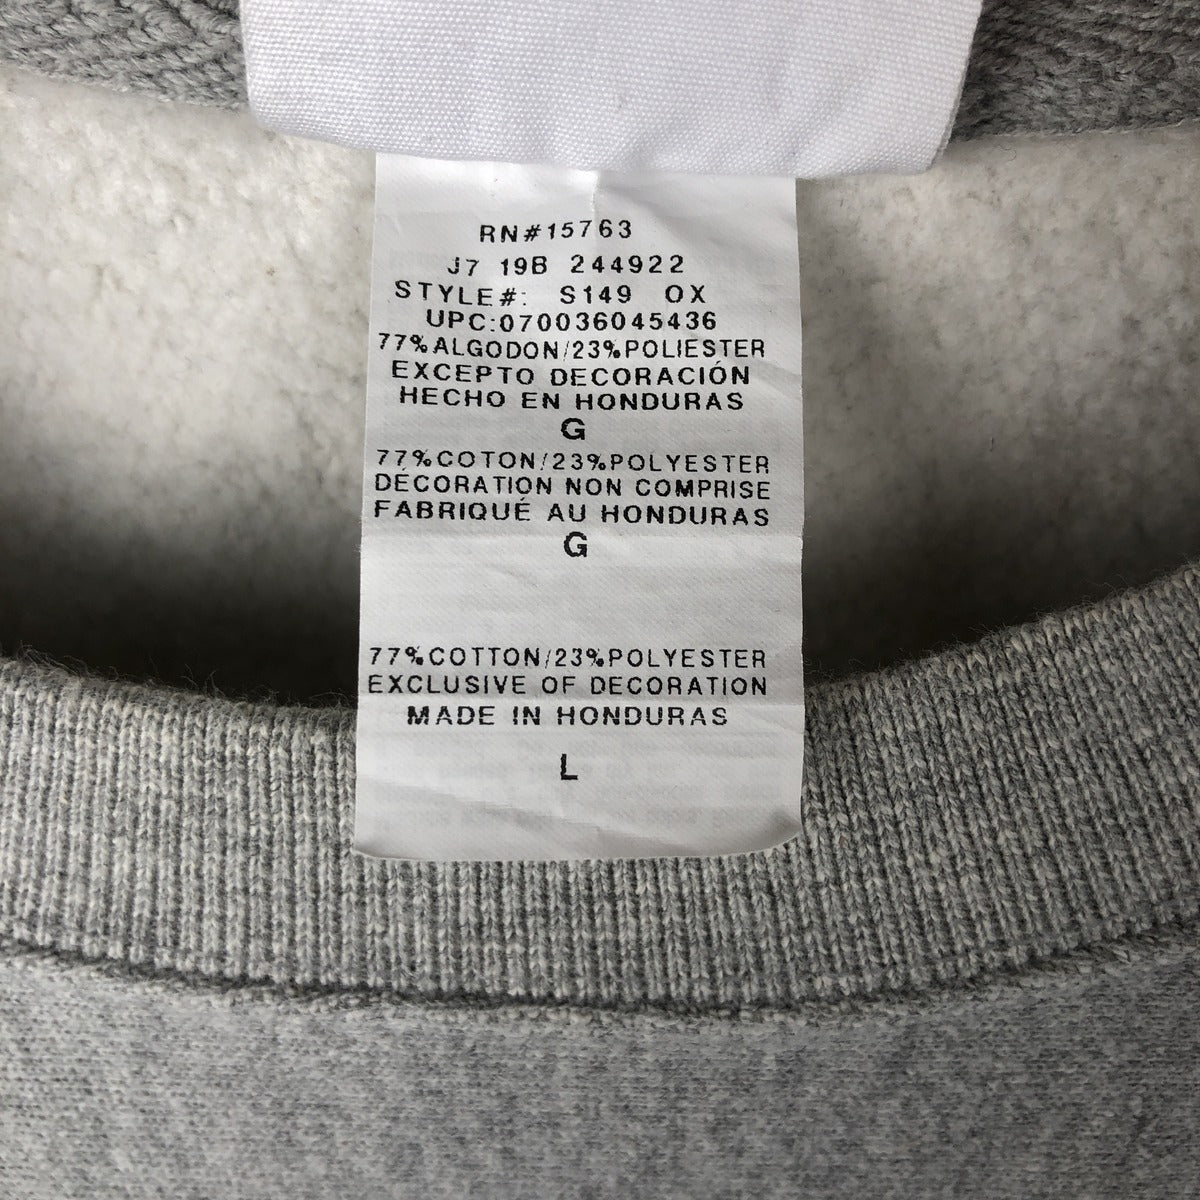 RN#15763
J7 19B 244922
STYLE#: S149 OX
UPC:070036045436
77%ALGODON/23%POLIESTER
EXCEPTO DECORACIÓN
HECHO EN HONDURAS
G
77%COTON/23%POLYESTER
DÉCORATION NON COMPRISE
FABRIQUÉ AU HONDURAS
G
77%COTTON/23%POLYESTER
EXCLUSIVE OF DECORATION
MADE IN HONDURAS
L